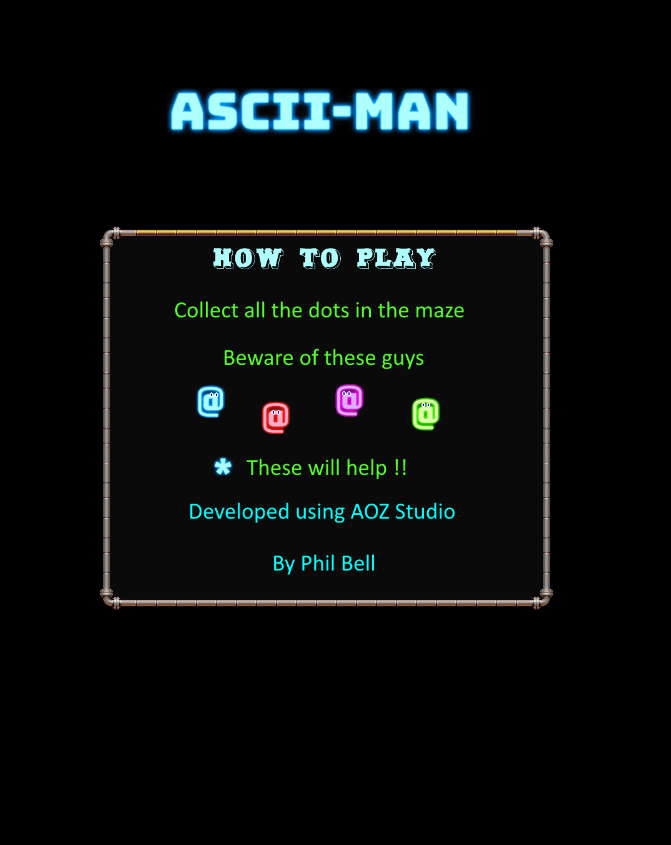 ASCII-MAN
HOW TO PLAY
Collect all the dots in the maze
Beware of these guys
@ @ @ @
* These will help !!
Developed using AOZ Studio
By Phil Bell